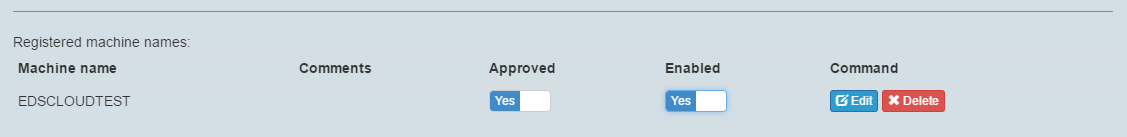 Registered machine names:
Machine name Comments Approved Enabled Command
EDSCLOUDTEST Yes Yes Edit Delete